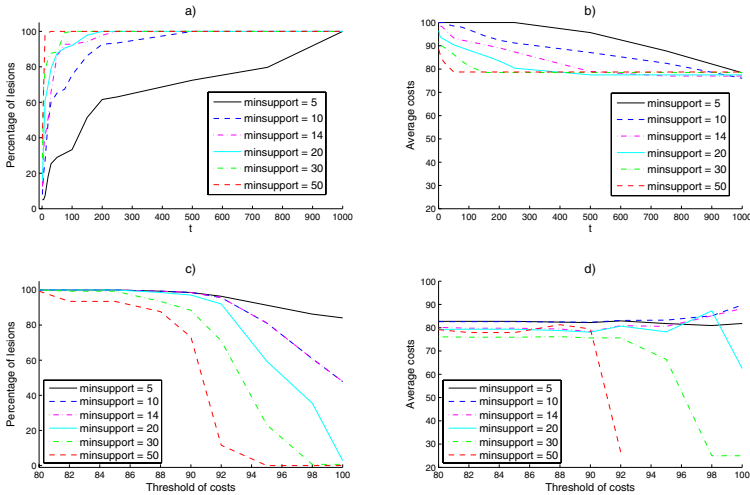 a)
Percentage of lesions
100
80
60
40
20
0
0 100 200 300 400 500 600 700 800 900 1000
t
minsupport = 5
minsupport = 10
minsupport = 14
minsupport = 20
minsupport = 30
minsupport = 50
b)
Average costs
100
90
80
70
60
50
40
30
20
0 200 400 600 800 1000
t
minsupport = 5
minsupport = 10
minsupport = 14
minsupport = 20
minsupport = 30
minsupport = 50
c)
Percentage of lesions
100
80
60
40
20
0
80 82 84 86 88 90 92 94 96 98 100
Threshold of costs
minsupport = 5
minsupport = 10
minsupport = 14
minsupport = 20
minsupport = 30
minsupport = 50
d)
Average costs
100
90
80
70
60
50
40
30
20
80 82 84 86 88 90 92 94 96 98 100
Threshold of costs
minsupport = 5
minsupport = 10
minsupport = 14
minsupport = 20
minsupport = 30
minsupport = 50